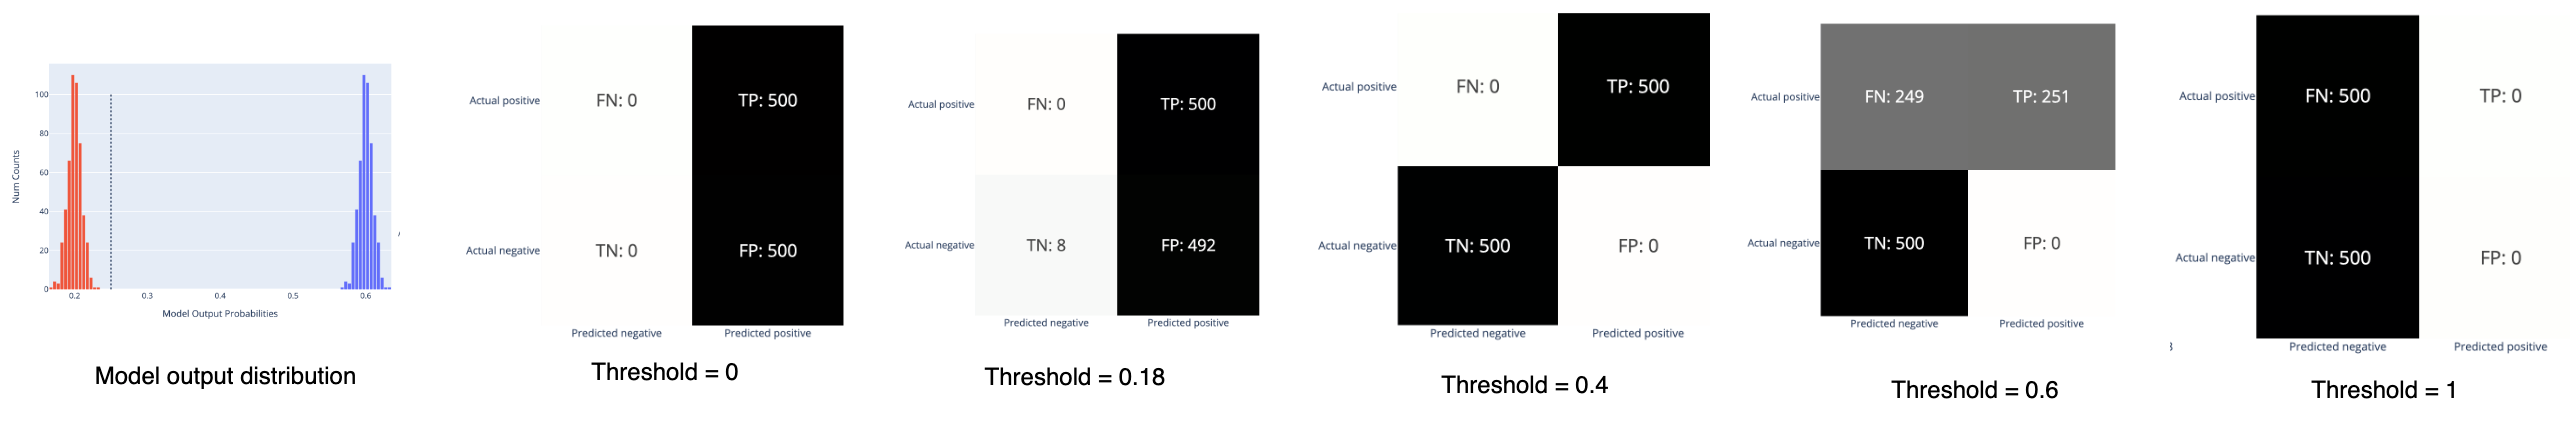 Num Counts
100
80
60
40
20
0
0.2 0.3 0.4 0.5 0.6
Model Output Probabilities
Model output distribution
Actual positive FN: 0 TP: 500
Actual negative TN: 0 FP: 500
Predicted negative Predicted positive
Threshold = 0
Actual positive FN: 0 TP: 500
Actual negative TN: 8 FP: 492
Predicted negative Predicted positive
Threshold = 0.18
Actual positive FN: 0 TP: 500
Actual negative TN: 500 FP: 0
Predicted negative Predicted positive
Threshold = 0.4
Actual positive FN: 249 TP: 251
Actual negative TN: 500 FP: 0
Predicted negative Predicted positive
Threshold = 0.6
Actual positive FN: 500 TP: 0
Actual negative TN: 500 FP: 0
Predicted negative Predicted positive
Threshold = 1